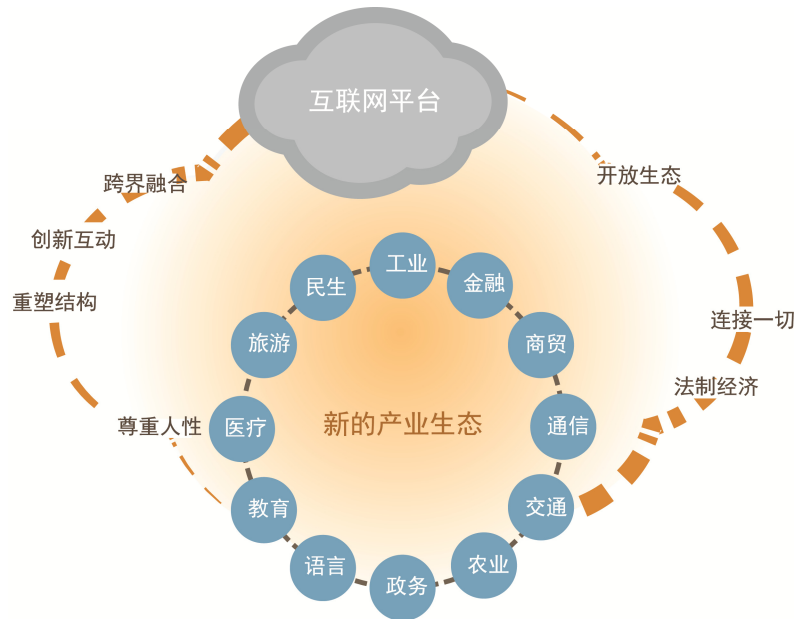 互联网平台
跨界融合
开放生态
创新互动
重塑结构
连接一切
法制经济
尊重人性
工业
民生
金融
旅游
商贸
医疗
新的产业生态
通信
教育
交通
语言
农业
政务